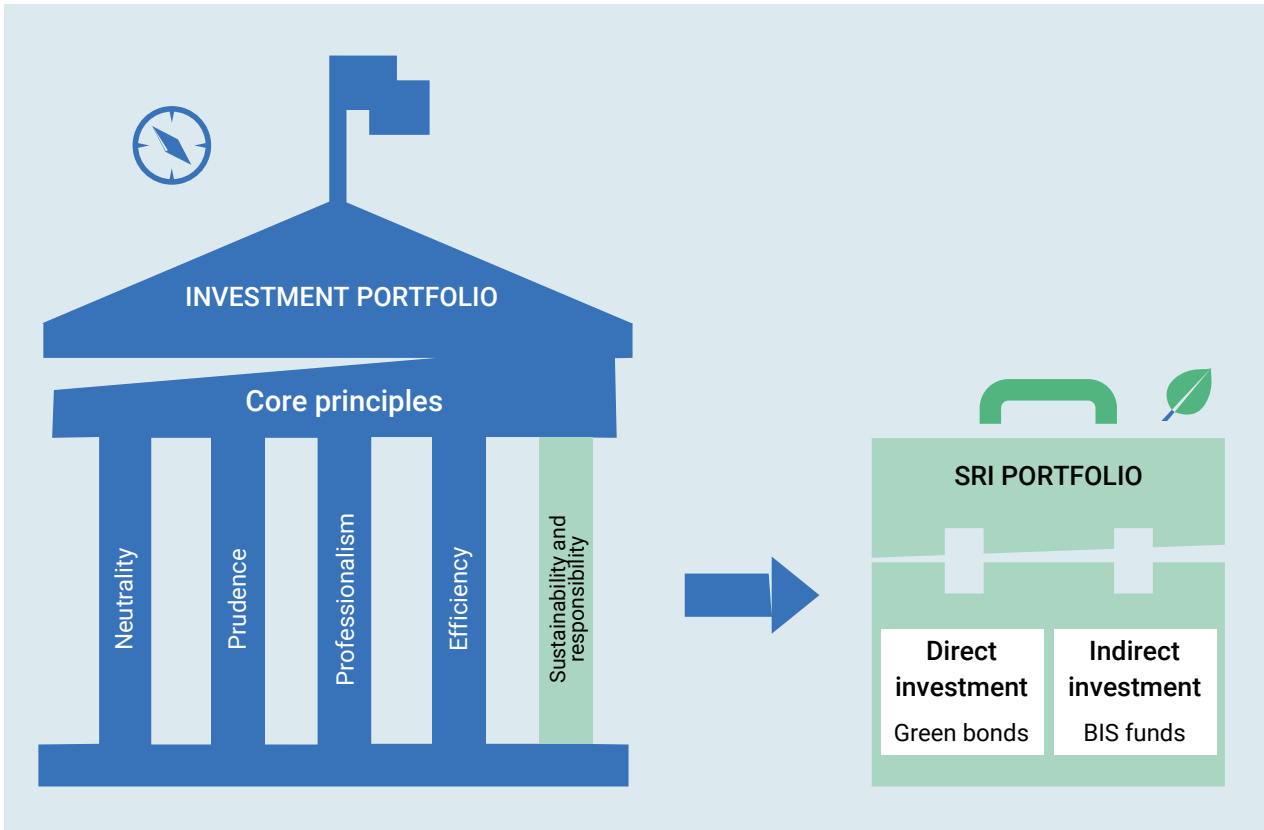 INVESTMENT PORTFOLIO
Core principles
Neutrality
Prudence
Professionalism
Efficiency
Sustainability and
responsibility
SRI PORTFOLIO
Direct
investment
Green bonds
Indirect
investment
BIS funds